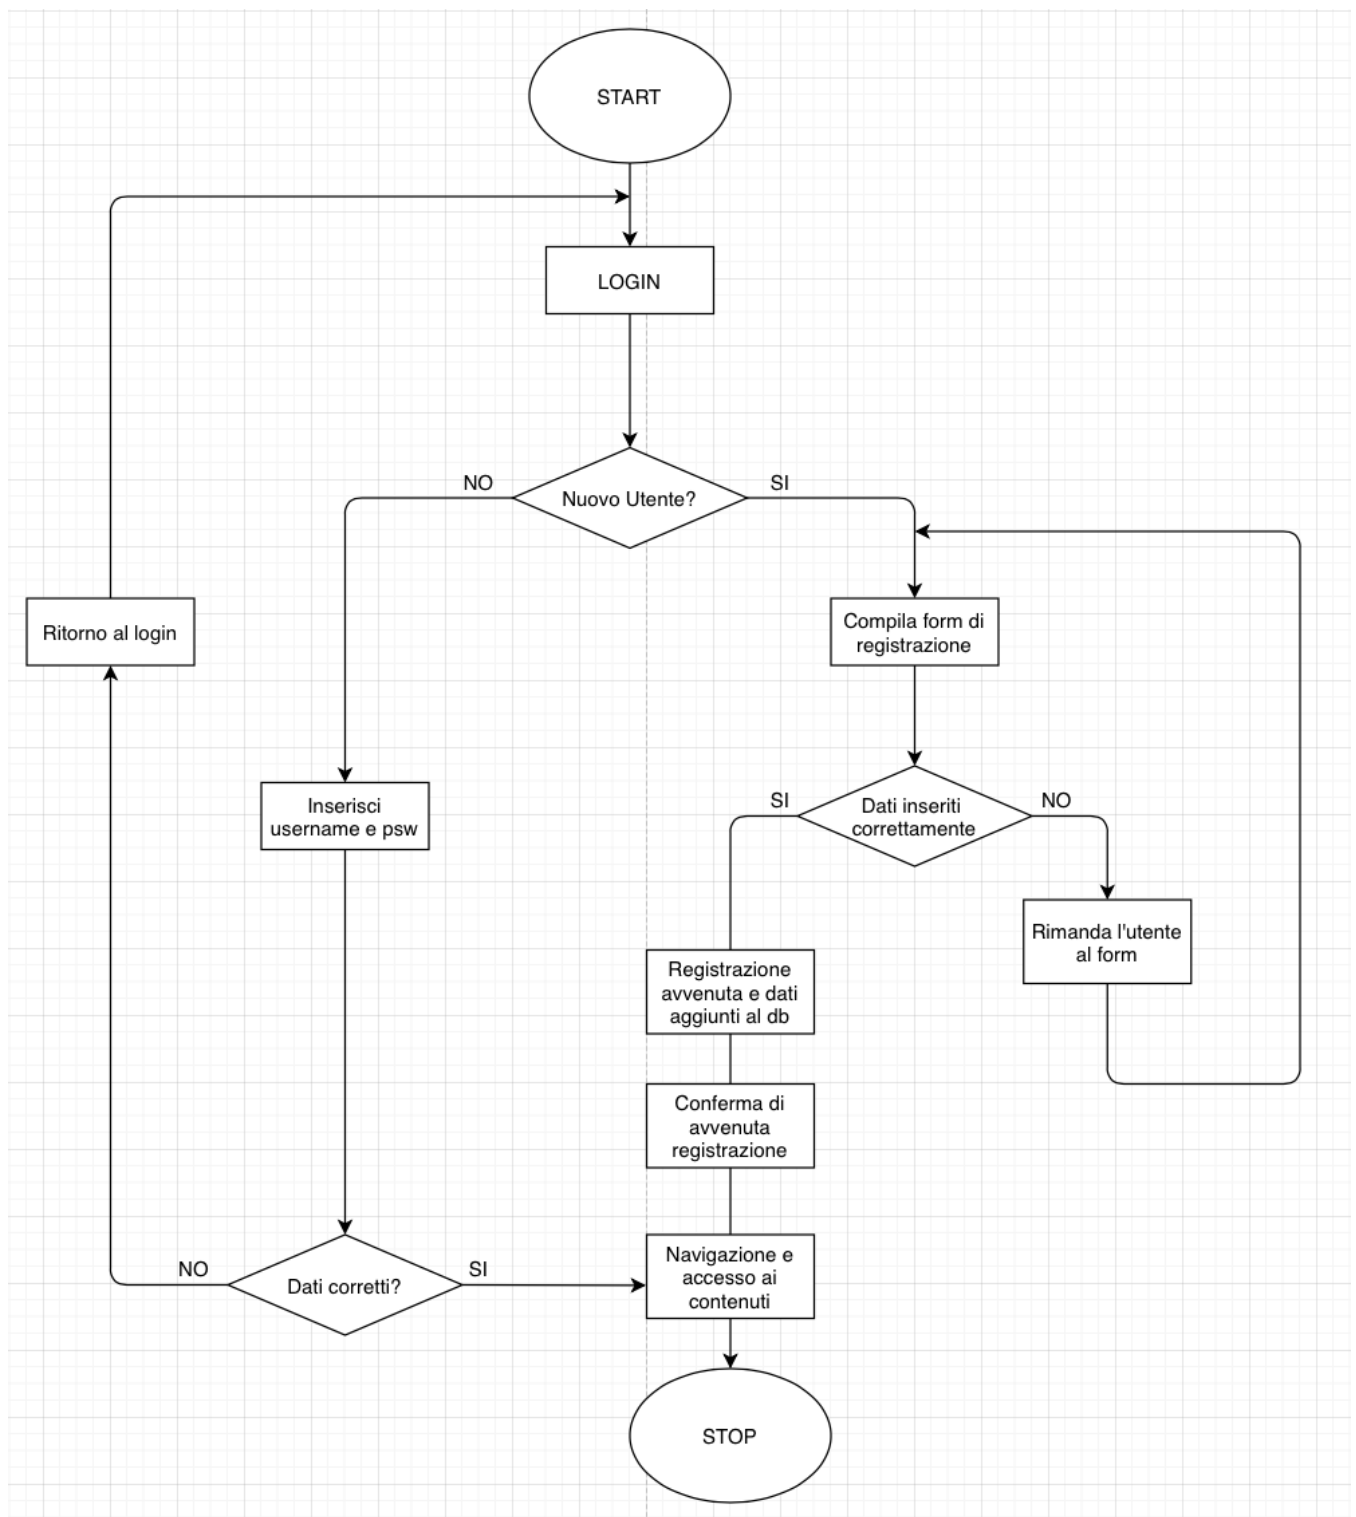 START
LOGIN
NO
SI
Nuovo Utente?
Ritorno al login
Compila form di
registrazione
Inserisci
username e psw
SI
NO
Dati inseriti
correttamente
Rimanda l'utente
al form
Registrazione
avvenuta e dati
aggiunti al db
Conferma di
avvenuta
registrazione
NO
SI
Dati corretti?
Navigazione e
accesso ai
contenuti
STOP